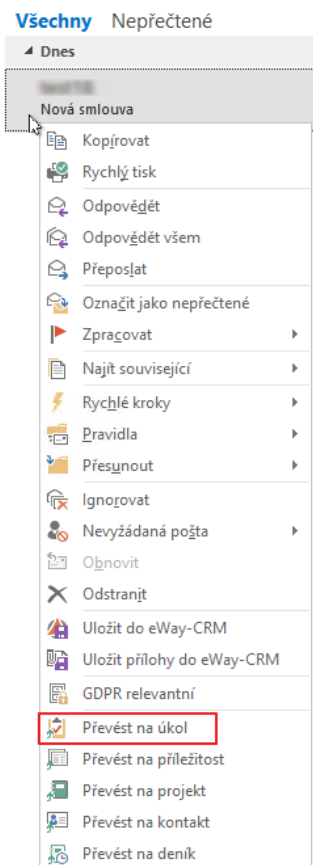 Všechny Nepřečtené
Dnes
Nová smlouva
Kopírovat
Rychlý tisk
Odpovědět
Odpovědět všem
Přeposlat
Označit jako nepřečtené
Zpracovat
Najít související
Rychlé kroky
Pravidla
Přesunout
Ignorovat
Nevyžádaná pošta
Obnovit
Odstranit
Uložit do eWay-CRM
Uložit přílohy do eWay-CRM
GDPR relevantní
Převést na úkol
Převést na příležitost
Převést na projekt
Převést na kontakt
Převést na deník